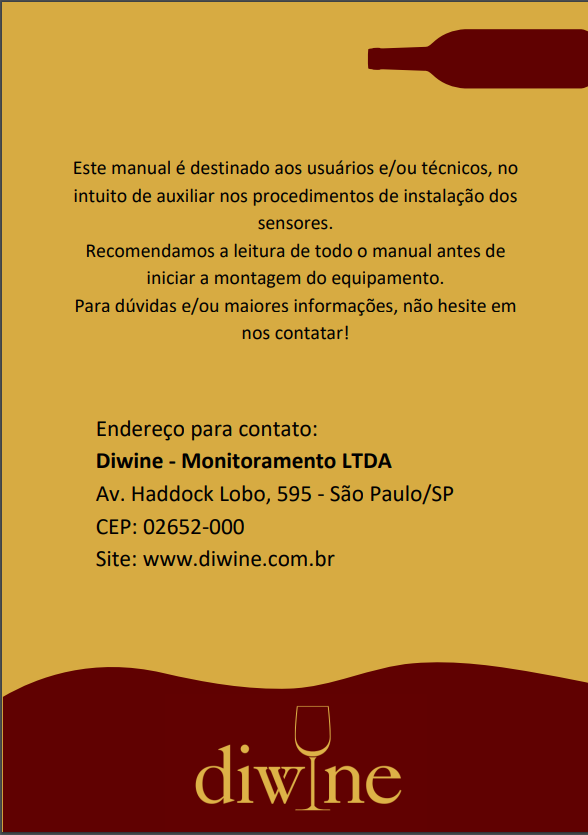 Este manual é destinado aos usuários e/ou técnicos, no
intuito de auxiliar nos procedimentos de instalação dos
sensores.
Recomendamos a leitura de todo o manual antes de
iniciar a montagem do equipamento.
Para dúvidas e/ou maiores informações, não hesite em
nos contatar!
Endereço para contato:
Diwine - Monitoramento LTDA
Av. Haddock Lobo, 595 - São Paulo/SP
CEP: 02652-000
Site: www.diwine.com.br
diwine